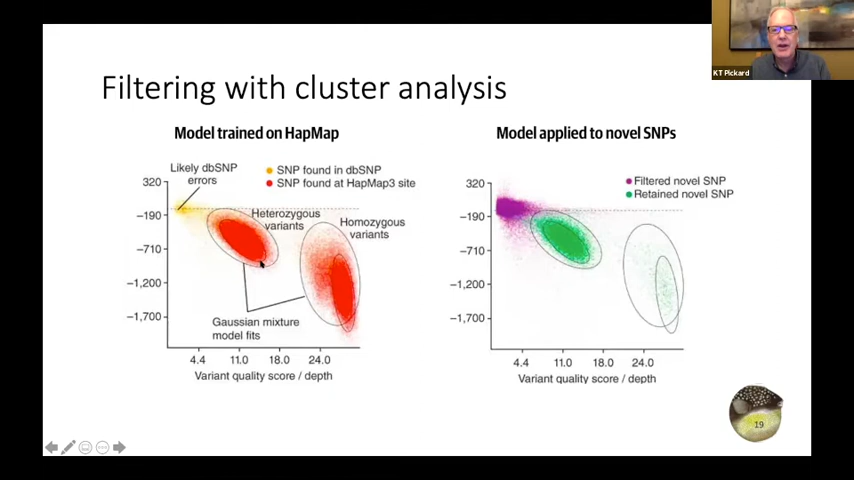 KT Pickard
Filtering with cluster analysis
Model trained on HapMap
Likely dbSNP
errors
SNP found in dbSNP
SNP found at HapMap3 site
320
−190
−710
−1,200
−1,700
Heterozygous
variants
Homozygous
variants
Gaussian mixture
model fits
4.4 11.0 18.0 24.0
Variant quality score / depth
Model applied to novel SNPs
Filtered novel SNP
Retained novel SNP
320
−190
−710
−1,200
−1,700
4.4 11.0 18.0 24.0
Variant quality score / depth
19